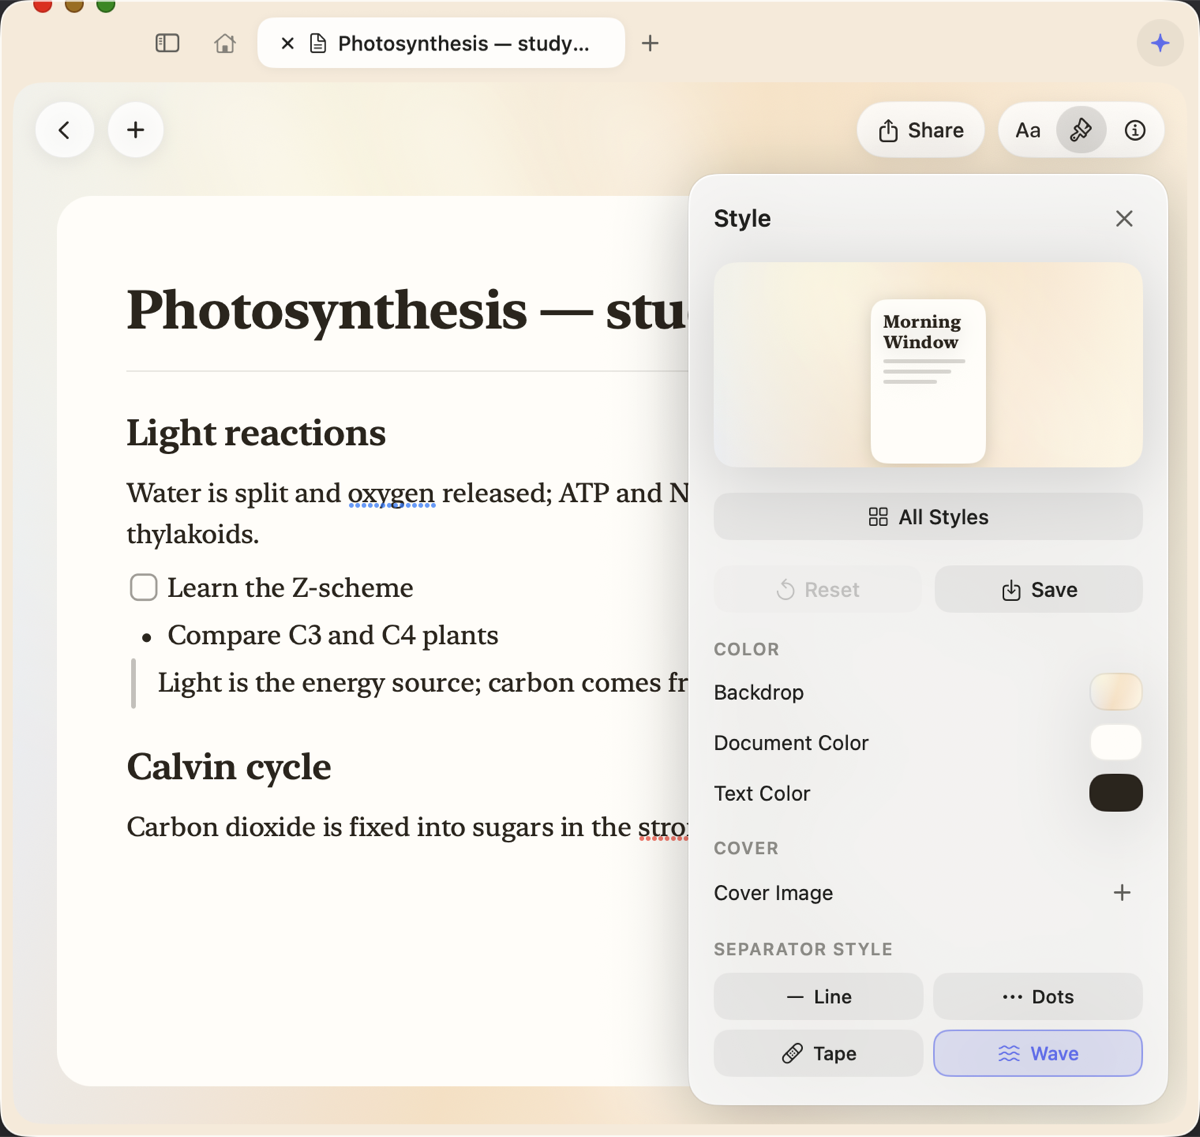 Photosynthesis — study...
Share
Aa
Style
Morning
Window
All Styles
Reset
Save
COLOR
Backdrop
Document Color
Text Color
COVER
Cover Image
SEPARATOR STYLE
Line
Dots
Tape
Wave
Photosynthesis —
Light reactions
Water is split and oxygen released; ATP and
thylakoids.
Learn the Z-scheme
• Compare C3 and C4 plants
Light is the energy source; carbon comes
Calvin cycle
Carbon dioxide is fixed into sugars in the